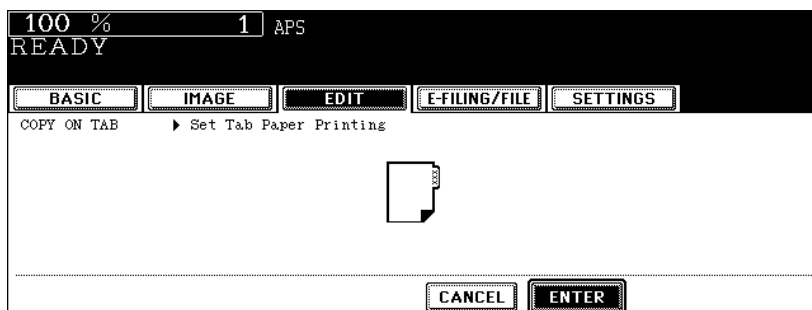 100 % 1 APS
READY
BASIC IMAGE EDIT E-FILING/FILE SETTINGS
COPY ON TAB ▶ Set Tab Paper Printing
XXX
CANCEL ENTER